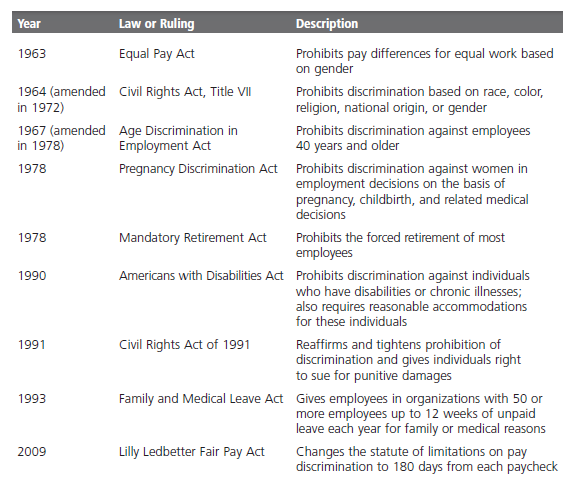 Year Law or Ruling Description
1963 Equal Pay Act Prohibits pay differences for equal work based
on gender
1964 (amended Civil Rights Act, Title VII Prohibits discrimination based on race, color,
in 1972) religion, national origin, or gender
1967 (amended Age Discrimination in Prohibits discrimination against employees
in 1978) Employment Act 40 years and older
1978 Pregnancy Discrimination Act Prohibits discrimination against women in
employment decisions on the basis of
pregnancy, childbirth, and related medical
decisions
1978 Mandatory Retirement Act Prohibits the forced retirement of most
employees
1990 Americans with Disabilities Act Prohibits discrimination against individuals
who have disabilities or chronic illnesses;
also requires reasonable accommodations
for these individuals
1991 Civil Rights Act of 1991 Reaffirms and tightens prohibition of
discrimination and gives individuals right
to sue for punitive damages
1993 Family and Medical Leave Act Gives employees in organizations with 50 or
more employees up to 12 weeks of unpaid
leave each year for family or medical reasons
2009 Lilly Ledbetter Fair Pay Act Changes the statute of limitations on pay
discrimination to 180 days from each paycheck